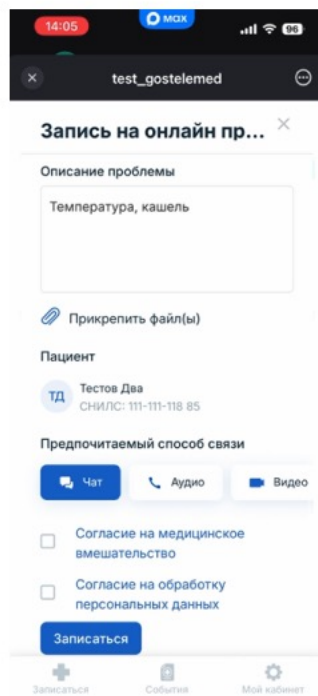 14:05
max
96
test_gostelemed
Запись на онлайн пр...
Описание проблемы
Температура, кашель
Прикрепить файл(ы)
Пациент
ТД
Тестов Два
СНИЛС: 111-111-118 85
Предпочитаемый способ связи
Чат
Аудио
Видео
Согласие на медицинское
вмешательство
Согласие на обработку
персональных данных
Записаться
Записаться
События
Мой кабинет